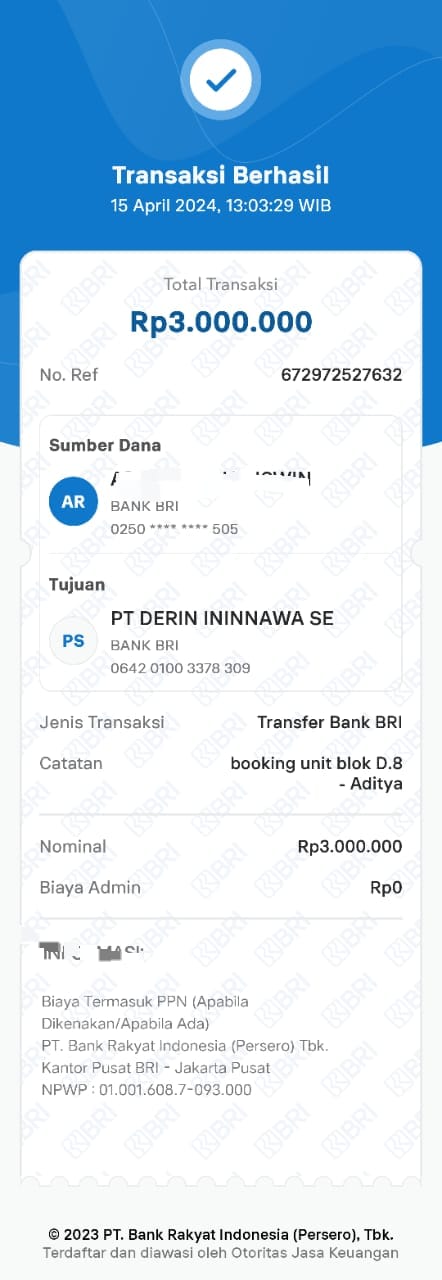 Transaksi Berhasil
15 April 2024, 13:03:29 WIB
Total Transaksi
Rp3.000.000
No. Ref 672972527632
Sumber Dana
AR
BANK BRI
0250 **** **** 505
Tujuan
PS
PT DERIN ININNAWA SE
BANK BRI
0642 0100 3378 309
Jenis Transaksi Transfer Bank BRI
Catatan booking unit blok D.8
- Aditya
Nominal Rp3.000.000
Biaya Admin Rp0
Biaya Termasuk PPN (Apabila
Dikenakan/Apabila Ada)
PT. Bank Rakyat Indonesia (Persero) Tbk.
Kantor Pusat BRI - Jakarta Pusat
NPWP : 01.001.608.7-093.000
© 2023 PT. Bank Rakyat Indonesia (Persero), Tbk.
Terdaftar dan diawasi oleh Otoritas Jasa Keuangan